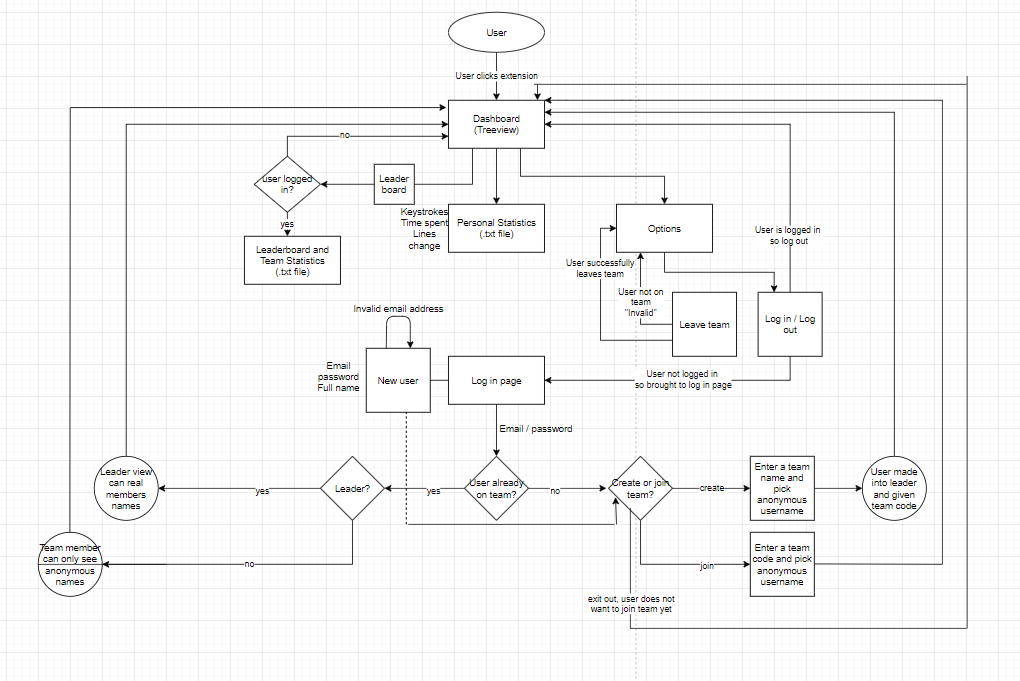 User
User clicks extension
Dashboard
(Treeview)
no
user logged
in?
Leader
board
yes
Leaderboard and
Team Statistics
(.txt file)
Keystrokes
Time spent
Lines
change
Personal Statistics
(.txt file)
Options
User is logged in
so log out
User successfully
leaves team
User not on
team
"Invalid"
Leave team
Log in / Log
out
Invalid email address
Email
password
Full name
New user
Log in page
User not logged in
so brought to log in page
Email / password
Leader view
can real
members
names
yes
Leader?
yes
User already
on team?
no
Create or join
team?
create
Enter a team
name and
pick
anonymous
username
User made
into leader
and given
team code
Team member
can only see
anonymous
names
no
join
Enter a team
code and pick
anonymous
username
exit out, user does not
want to join team yet